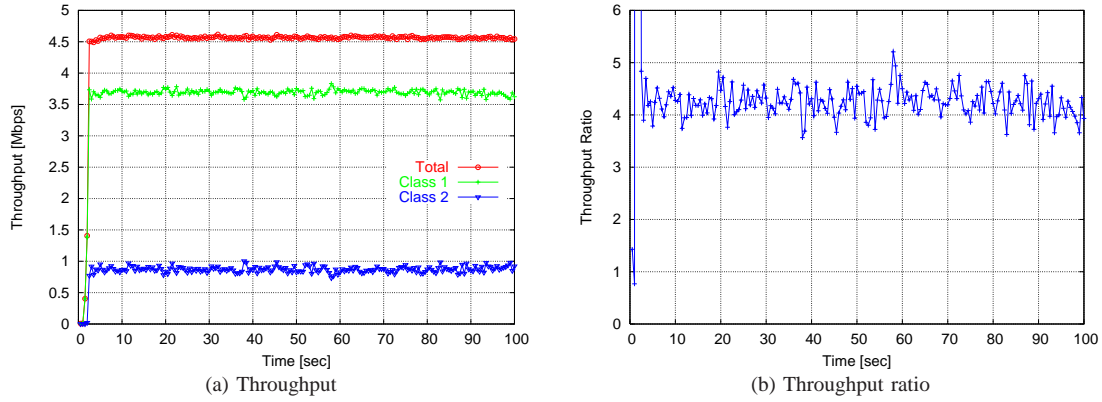 5
4.5
4
3.5
3
2.5
2
1.5
1
0.5
0
0 10 20 30 40 50 60 70 80 90 100
Throughput [Mbps]
Time [sec]
Total
Class 1
Class 2
(a) Throughput
6
5
4
3
2
1
0
0 10 20 30 40 50 60 70 80 90 100
Throughput Ratio
Time [sec]
(b) Throughput ratio